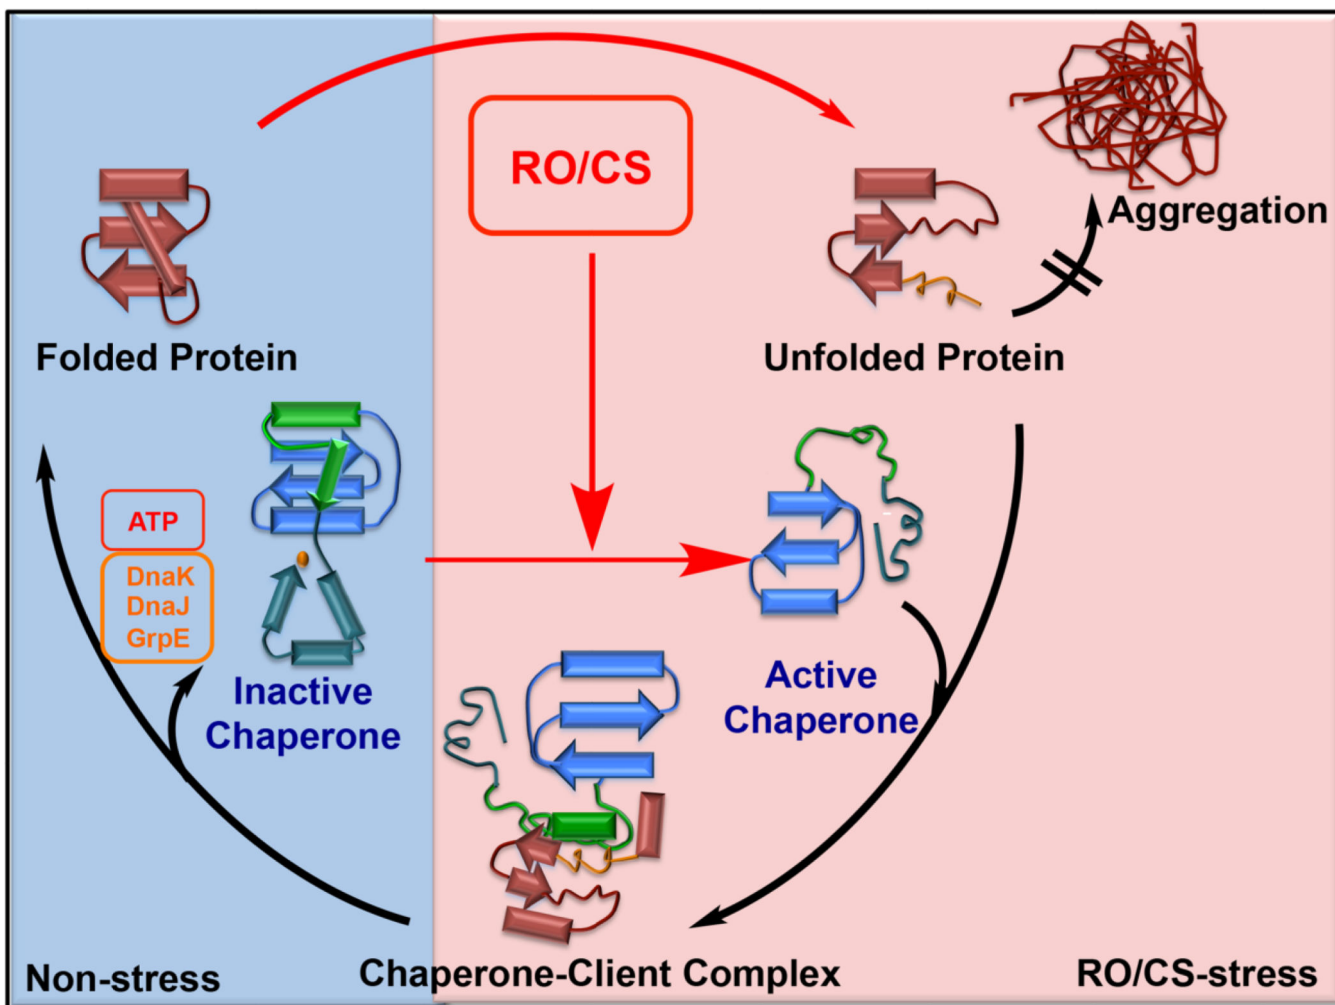 RO/CS
Aggregation
Folded Protein
Unfolded Protein
ATP
DnaK
DnaJ
GrpE
Inactive
Chaperone
Active
Chaperone
Non-stress
Chaperone-Client Complex
RO/CS-stress